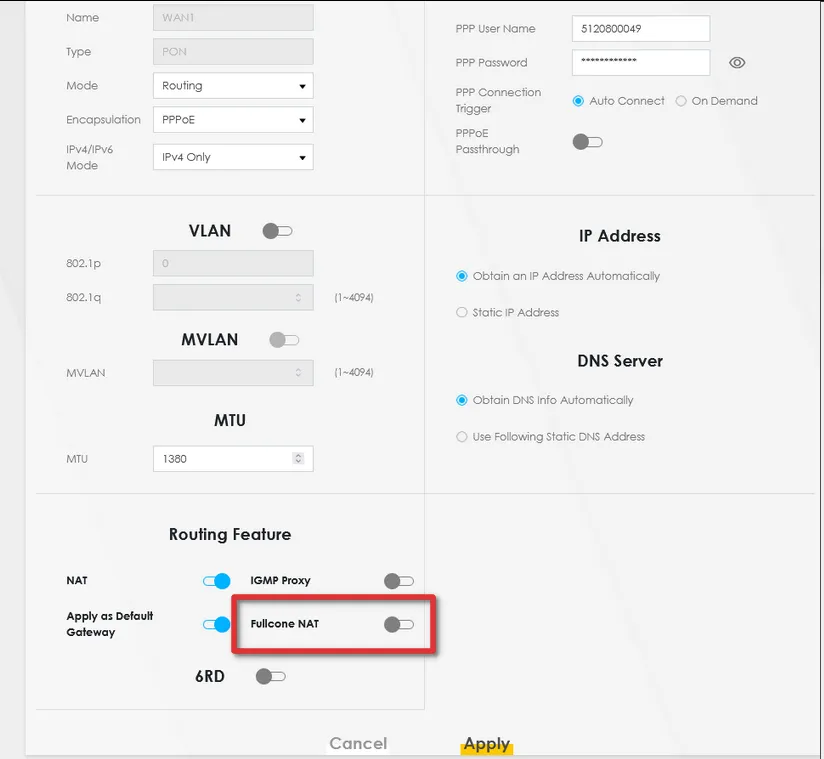 Name
WAN1
Type
PON
Mode
Routing
Encapsulation
PPPoE
IPv4/IPv6
Mode
IPv4 Only
PPP User Name
5120800049
PPP Password
************
PPP Connection
Trigger
Auto Connect
On Demand
PPPoE
Passthrough
VLAN
802.1p
0
802.1q
(1~4094)
MVLAN
MVLAN
(1~4094)
MTU
MTU
1380
IP Address
Obtain an IP Address Automatically
Static IP Address
DNS Server
Obtain DNS Info Automatically
Use Following Static DNS Address
Routing Feature
NAT
IGMP Proxy
Apply as Default
Gateway
Fullcone NAT
6RD
Cancel
Apply